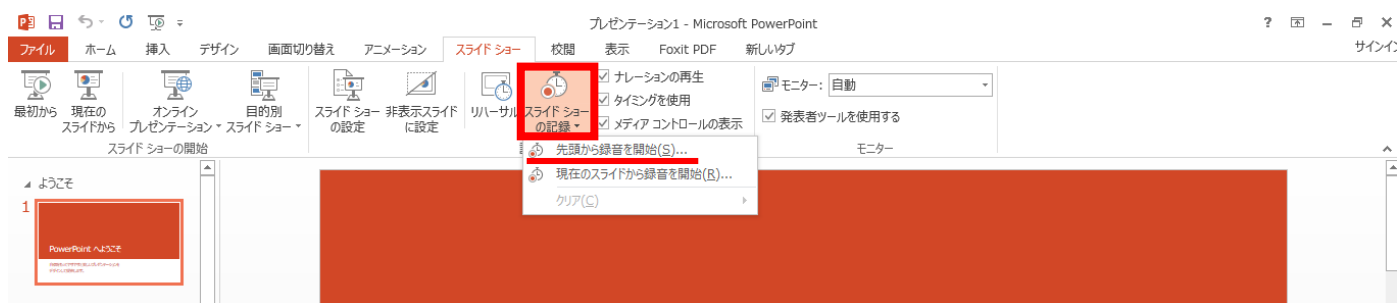 プレゼンテーション1 - Microsoft PowerPoint
ファイル ホーム 挿入 デザイン 画面切り替え アニメーション スライド ショー 校閲 表示 Foxit PDF 新しいタブ サインイン
最初から 現在の スライドから オンライン プレゼンテーション 目的別 スライド ショー スライド ショー の設定 非表示スライド に設定 リハーサル スライド ショー の記録
ナレーションの再生
タイミングを使用
メディア コントロールの表示
モニター: 自動
発表者ツールを使用する
スライド ショーの開始 モニター
先頭から録音を開始(S)...
現在のスライドから録音を開始(R)...
クリア(C)
ようこそ
1
PowerPoint へようこそ